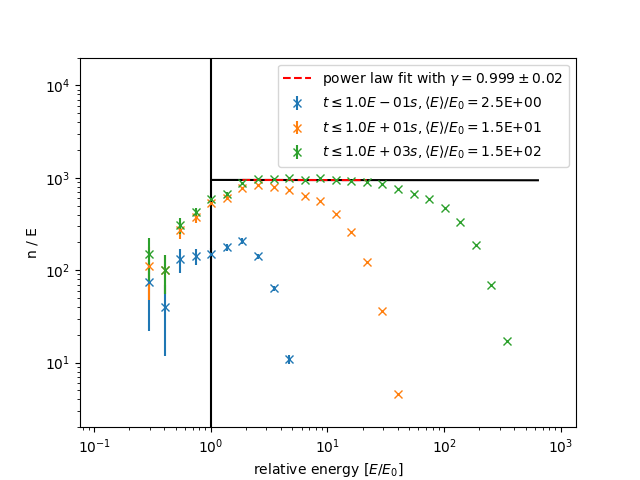 power law fit with γ = 0.999 ± 0.02
t ≤ 1.0E − 01s, ⟨E⟩/E₀ = 2.5E+00
t ≤ 1.0E + 01s, ⟨E⟩/E₀ = 1.5E+01
t ≤ 1.0E + 03s, ⟨E⟩/E₀ = 1.5E+02
n / E
10⁴
10³
10²
10¹
10⁻¹ 10⁰ 10¹ 10² 10³
relative energy [E/E₀]